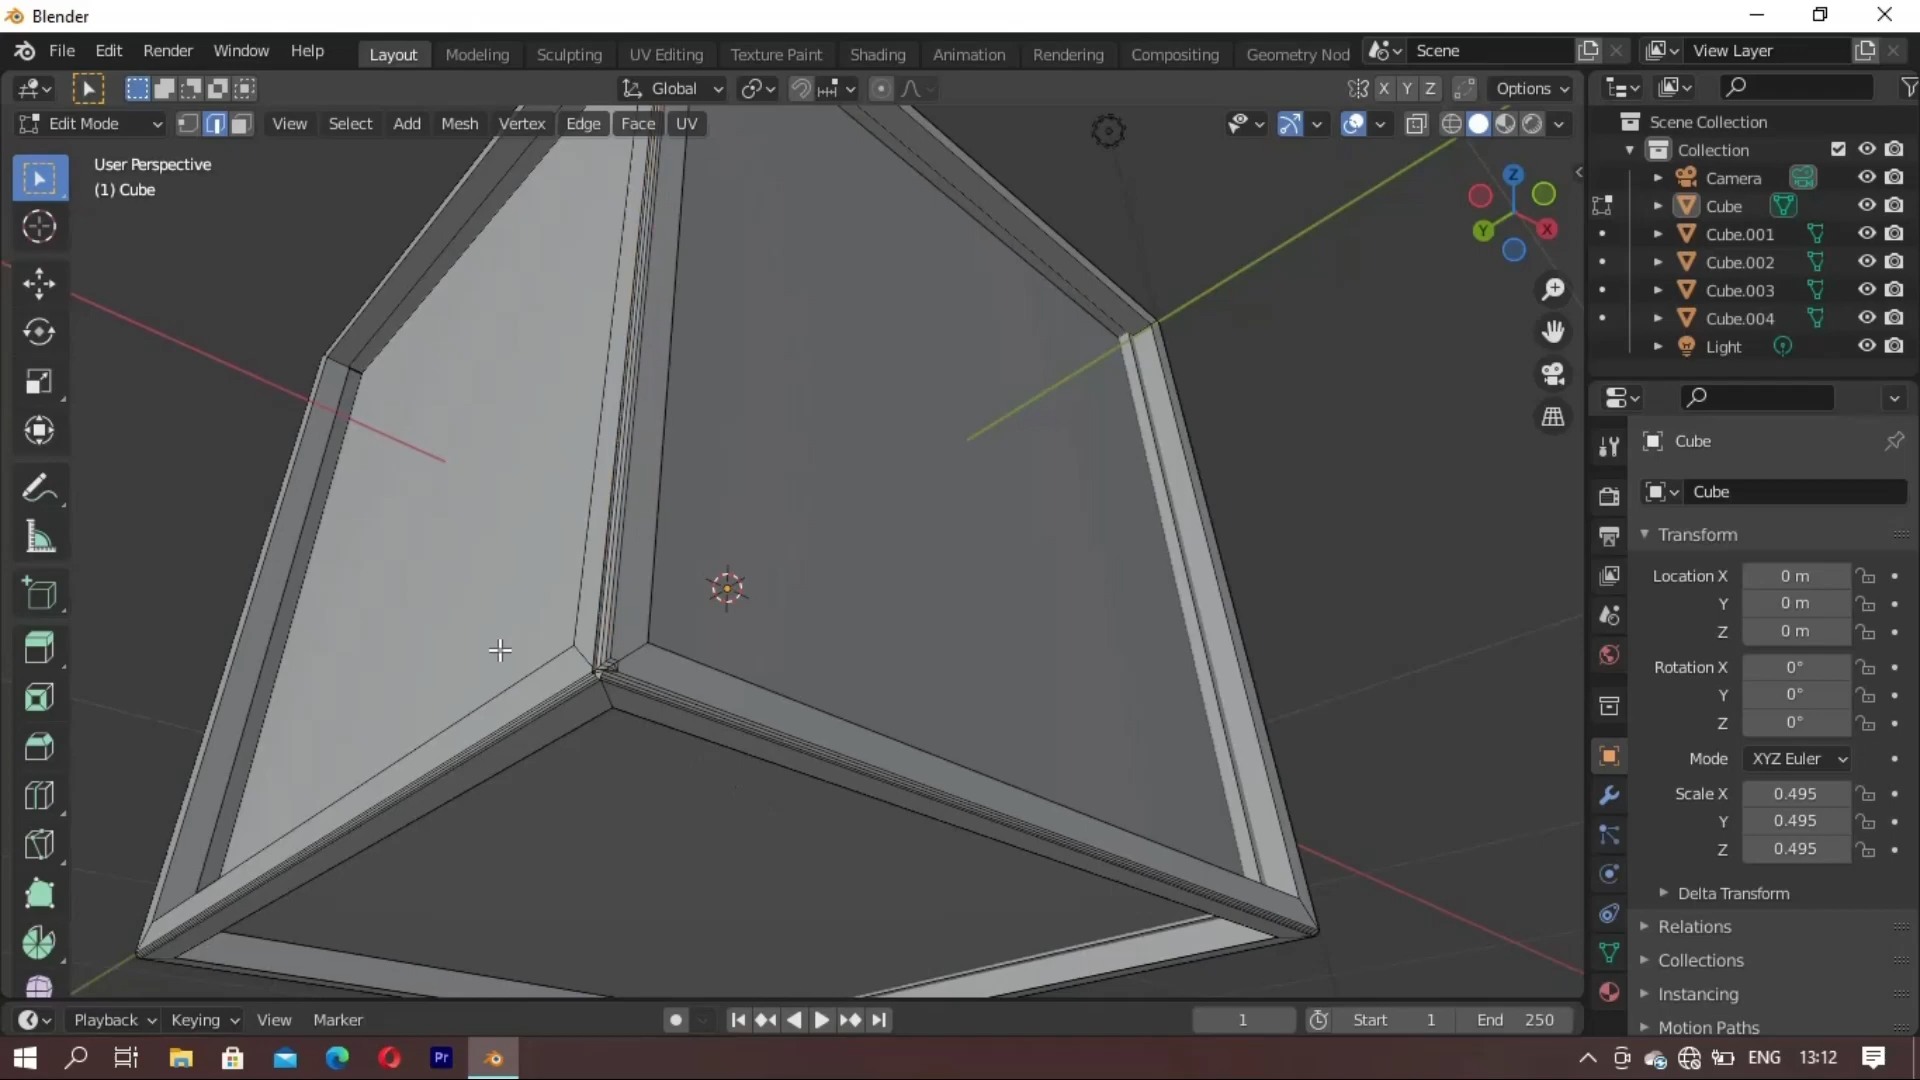 Blender
File Edit Render Window Help Layout Modeling Sculpting UV Editing Texture Paint Shading Animation Rendering Compositing Geometry Nod Scene View Layer
Global X Y Z Options
Edit Mode View Select Add Mesh Vertex Edge Face UV
User Perspective
(1) Cube
Z
Y
X
Scene Collection
Collection
Camera
Cube
Cube.001
Cube.002
Cube.003
Cube.004
Light
Cube
Cube
Transform
Location X 0 m
Y 0 m
Z 0 m
Rotation X 0°
Y 0°
Z 0°
Mode XYZ Euler
Scale X 0.495
Y 0.495
Z 0.495
Delta Transform
Relations
Collections
Instancing
Motion Paths
Playback Keying View Marker 1 Start 1 End 250
Pr ENG 13:12